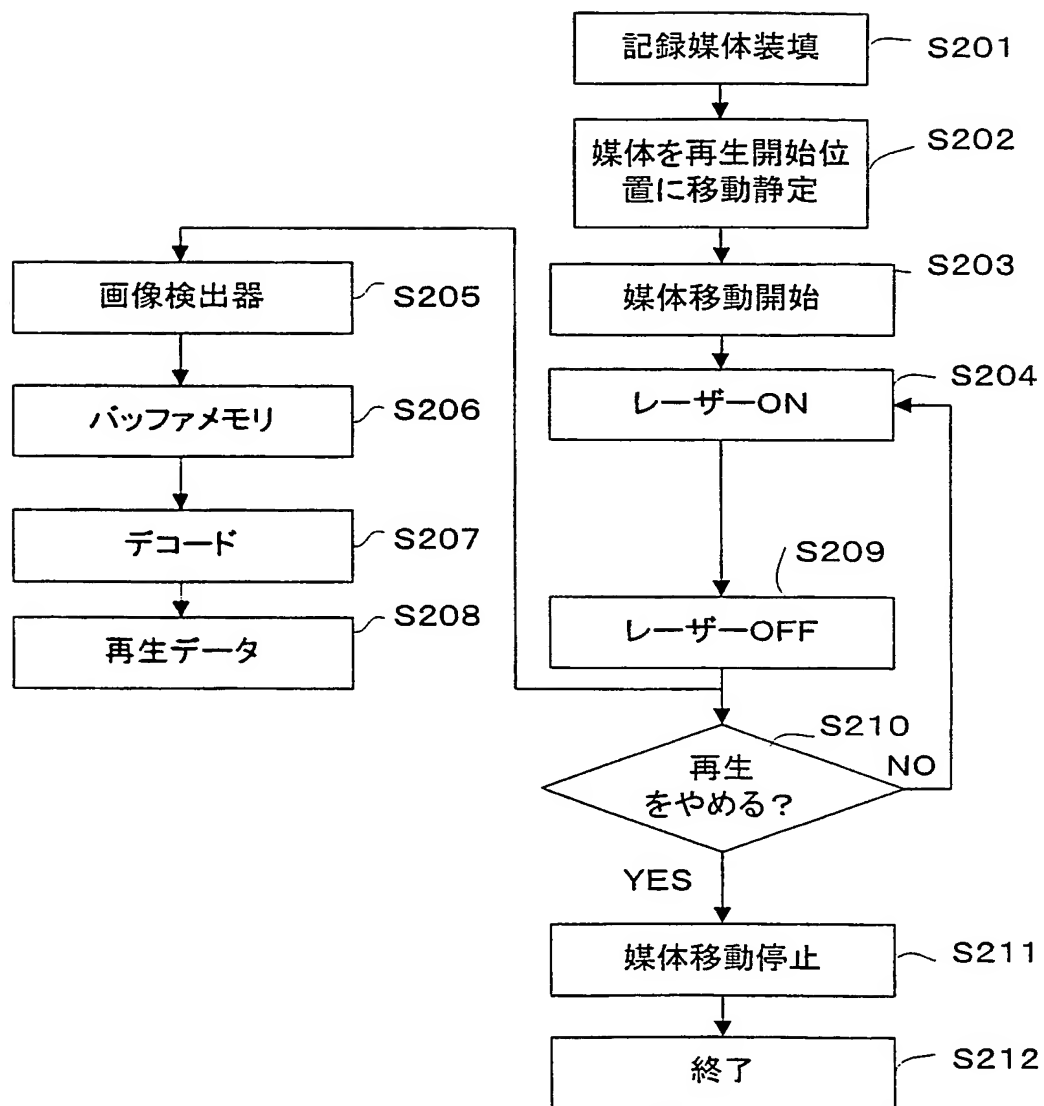 記録媒体装填
S201
媒体を再生開始位
置に移動静定
S202
媒体移動開始
S203
レーザーON
S204
画像検出器
S205
バッファメモリ
S206
デコード
S207
再生データ
S208
レーザーOFF
S209
再生
をやめる?
S210
NO
YES
媒体移動停止
S211
終了
S212